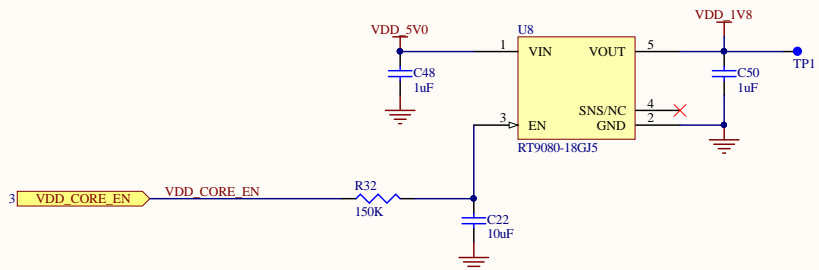 VDD_5V0
U8
VDD_1V8
1
VIN
VOUT
5
TP1
C48
1uF
C50
1uF
SNS/NC
4
3
EN
GND
2
RT9080-18GJ5
3
VDD_CORE_EN
VDD_CORE_EN
R32
150K
C22
10uF